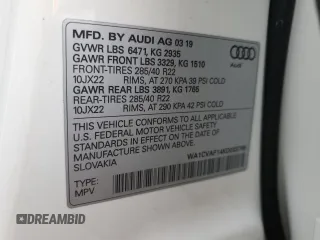 MFD. BY AUDI AG 03 19
GVWR LBS 6471, KG 2935
GAWR FRONT LBS 3329, KG 1510
FRONT-TIRES 285/40 R22
10JX22 RIMS, AT 270 KPA 39 PSI COLD
GAWR REAR LBS 3891, KG 1765
REAR-TIRES 285/40 R22
10JX22 RIMS, AT 290 KPA 42 PSI COLD
THIS VEHICLE CONFORMS TO ALL APPLICABLE
U.S. FEDERAL MOTOR VEHICLE SAFETY STANDARDS
IN EFFECT ON THE DATE OF MANUFACTURE
SLOVAKIA
TYPE:
MPV
Audi
DREAMBID